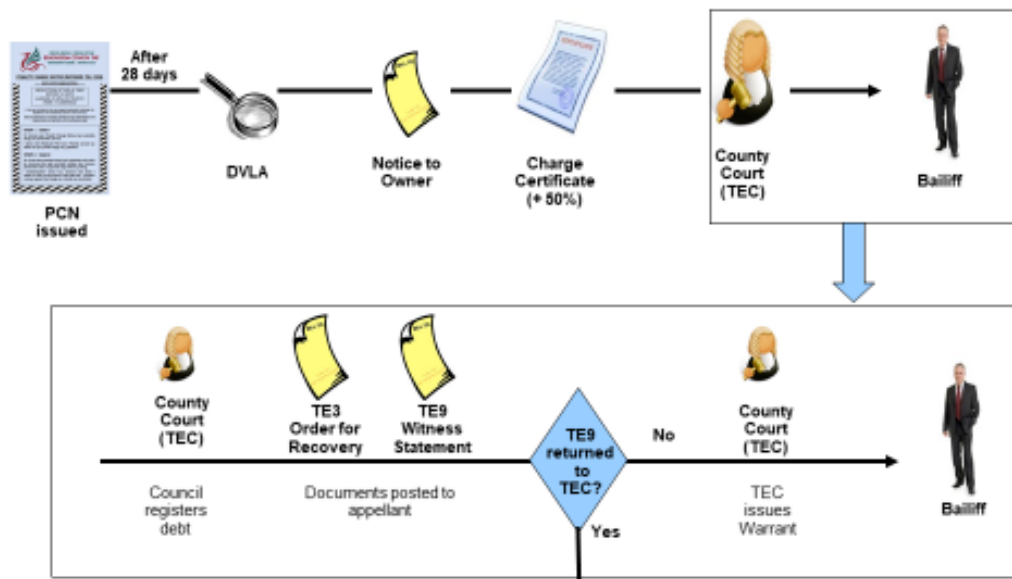 After
28 days
PCN
issued
DVLA
Notice to
Owner
CERTIFICATE
Charge
Certificate
(+ 50%)
County
Court
(TEC)
Bailiff
County
Court
(TEC)
TE3
Order for
Recovery
TE9
Witness
Statement
TE9
returned
to
TEC?
No
Yes
County
Court
(TEC)
Bailiff
Council
registers
debt
Documents posted to
appellant
TEC
issues
Warrant